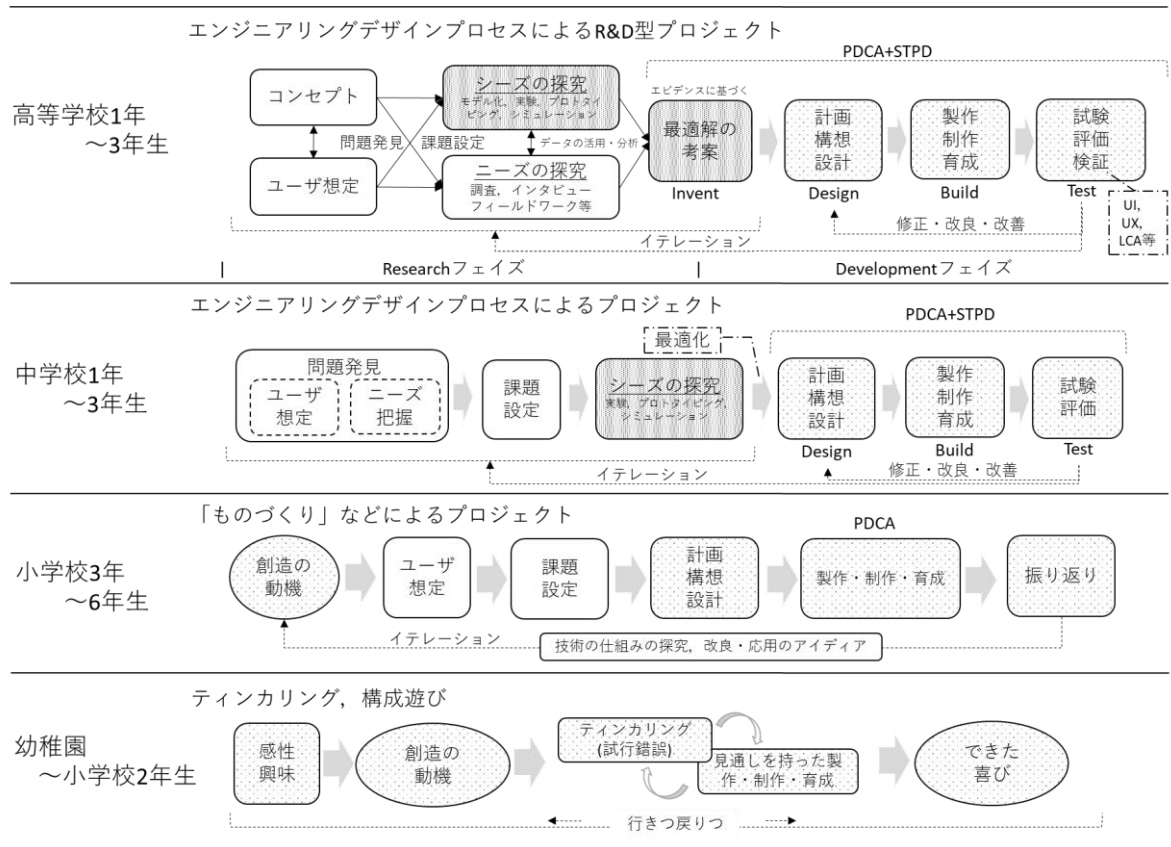 エンジニアリングデザインプロセスによるR&D型プロジェクト
PDCA+STPD
高等学校1年
～3年生
コンセプト
ユーザ想定
問題発見
課題設定
シーズの探究
モデル化，実験，プロトタイ
ピング，シミュレーション
データの活用・分析
ニーズの探究
調査，インタビュー
フィールドワーク等
エビデンスに基づく
最適解の
考案
Invent
計画
構想
設計
Design
製作
制作
育成
Build
試験
評価
検証
Test
UI,
UX,
LCA等
修正・改良・改善
イテレーション
Researchフェイズ
Developmentフェイズ
エンジニアリングデザインプロセスによるプロジェクト
PDCA+STPD
中学校1年
～3年生
問題発見
ユーザ
想定
ニーズ
把握
課題
設定
シーズの探究
実験，プロトタイピング，
シミュレーション
最適化
計画
構想
設計
Design
製作
制作
育成
Build
試験
評価
Test
修正・改良・改善
イテレーション
「ものづくり」などによるプロジェクト
PDCA
小学校3年
～6年生
創造の
動機
ユーザ
想定
課題
設定
計画
構想
設計
製作・制作・育成
振り返り
イテレーション
技術の仕組みの探究，改良・応用のアイディア
ティンカリング，構成遊び
幼稚園
～小学校2年生
感性
興味
創造の
動機
ティンカリング
(試行錯誤)
見通しを持った製
作・制作・育成
できた
喜び
行きつ戻りつ